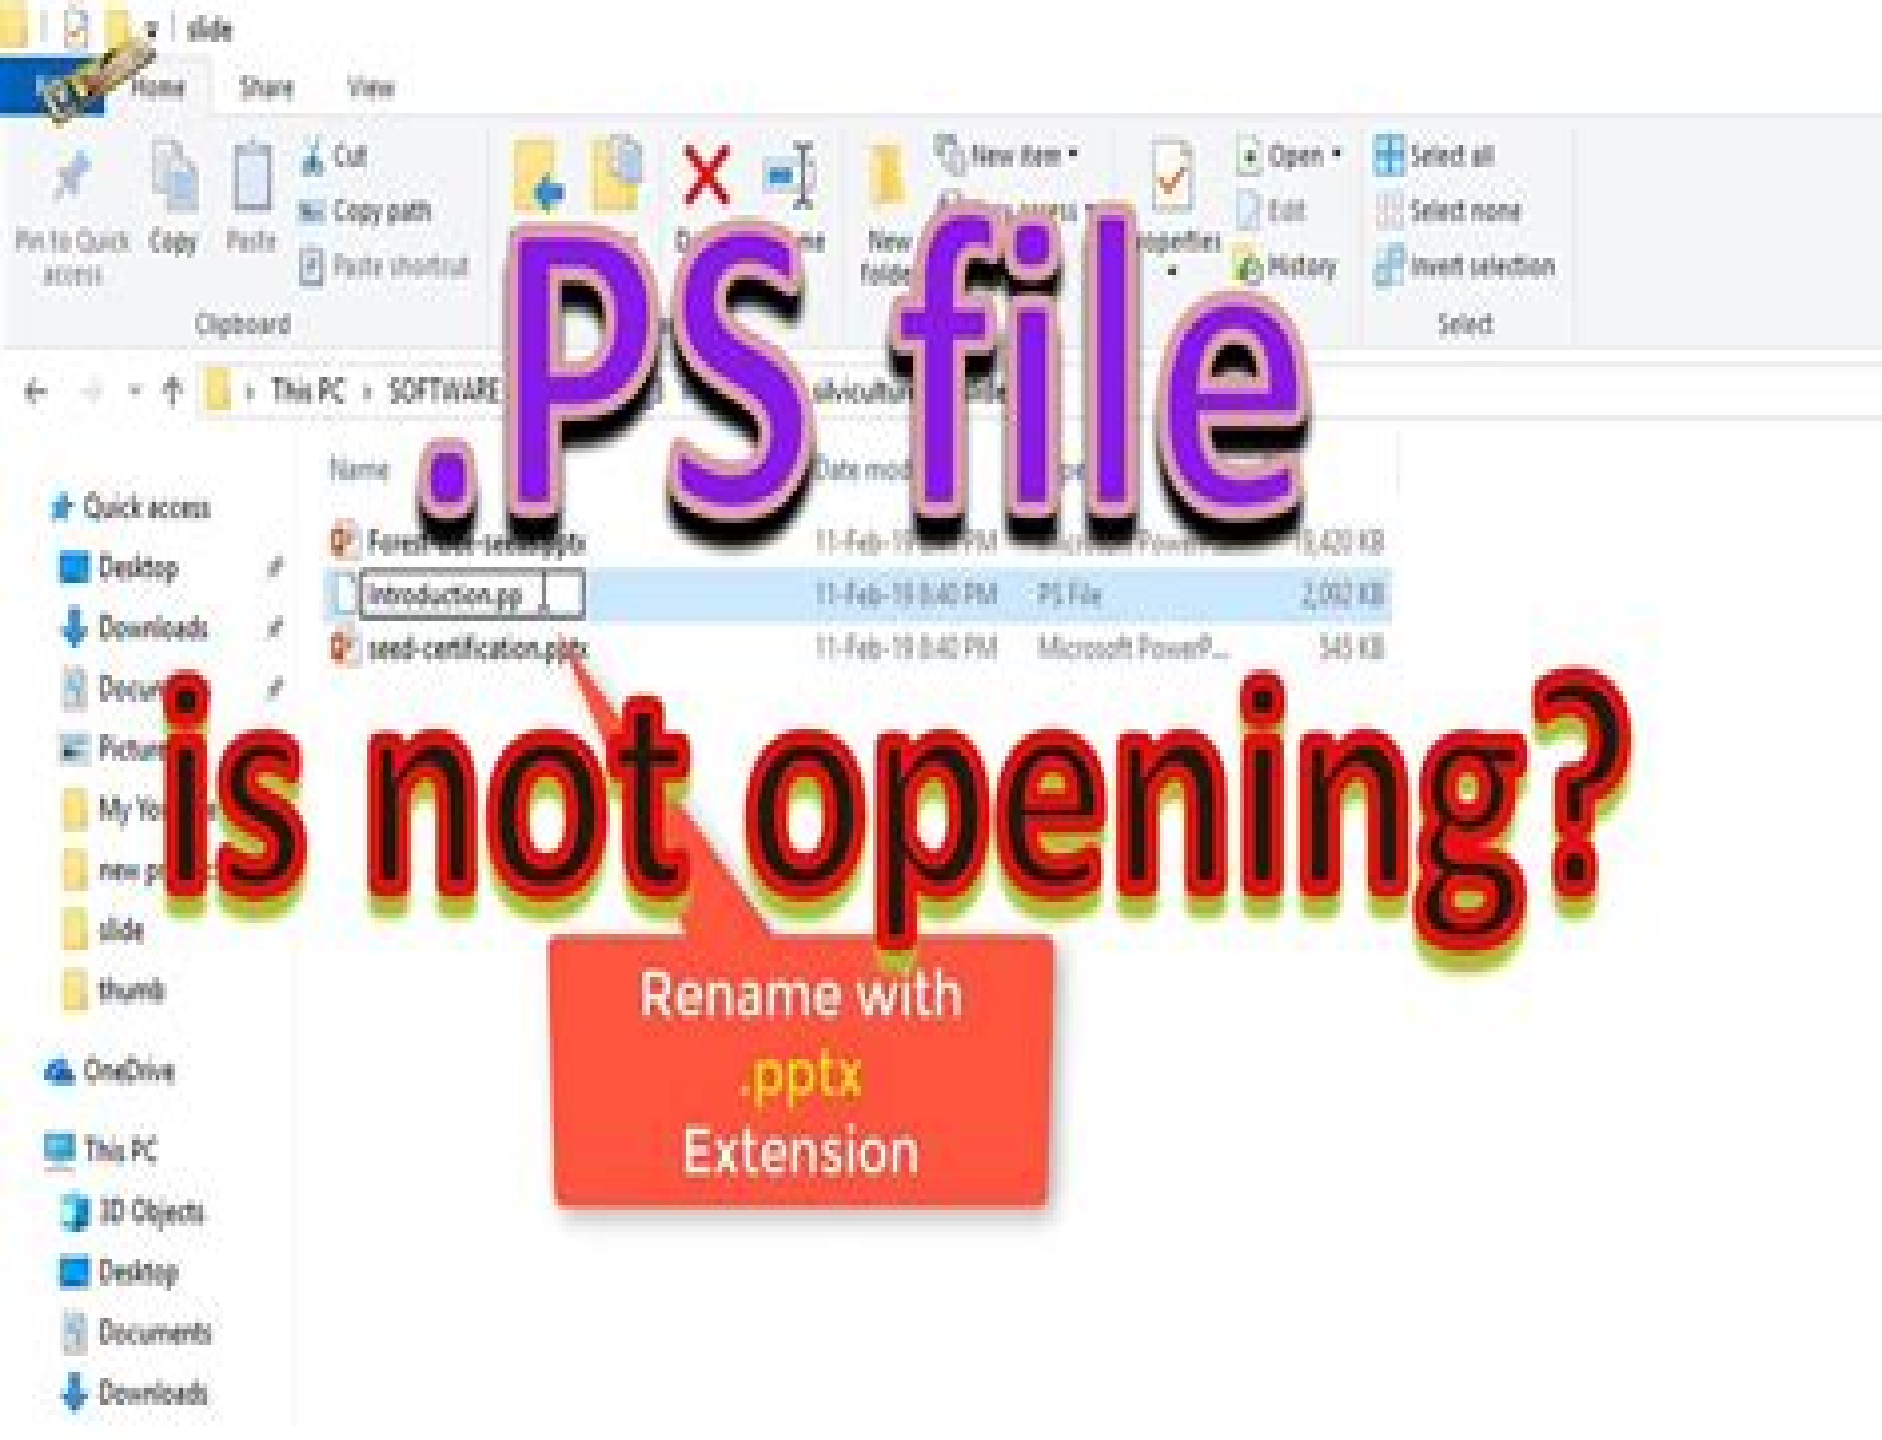 slide
Home Share View
Cut
Copy path
Paste shortcut
Pin to Quick access
Copy
Paste
Clipboard
New item
New
Open
Edit
History
Select all
Select none
Invert selection
Select
.PS file
This PC > SOFTWARE
Name
Quick access
Desktop
Downloads
Introduction.pp 11-Feb-19 8:40 PM PS File 2,092 KB
seed-certification.pptx 11-Feb-19 8:42 PM Microsoft PowerP... 545 KB
is not opening?
slide
thumb
OneDrive
This PC
3D Objects
Desktop
Documents
Downloads
Rename with
.pptx
Extension